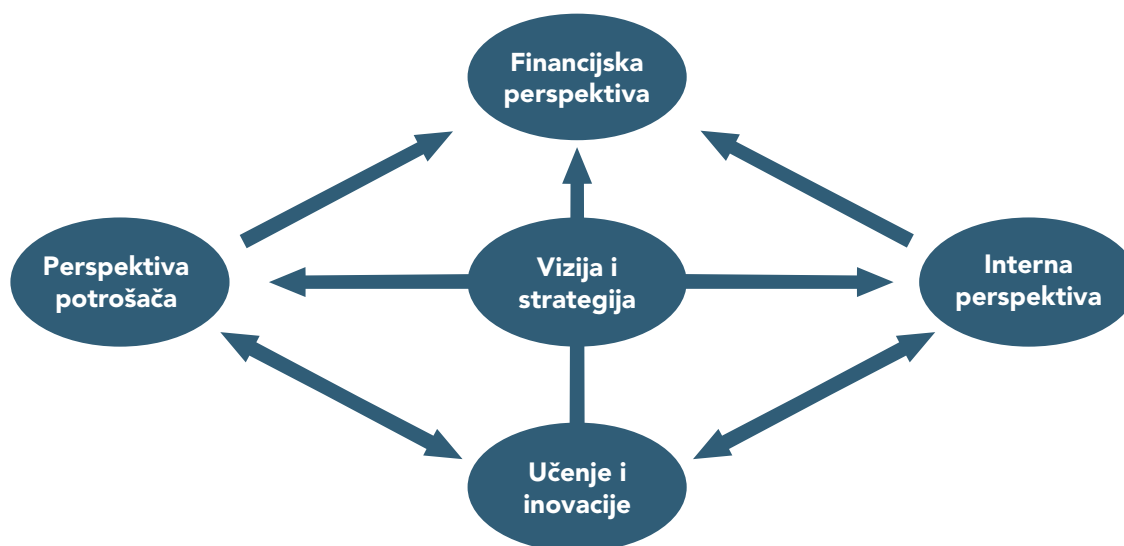 Financijska
perspektiva
Perspektiva
potrošača
Vizija i
strategija
Interna
perspektiva
Učenje i
inovacije